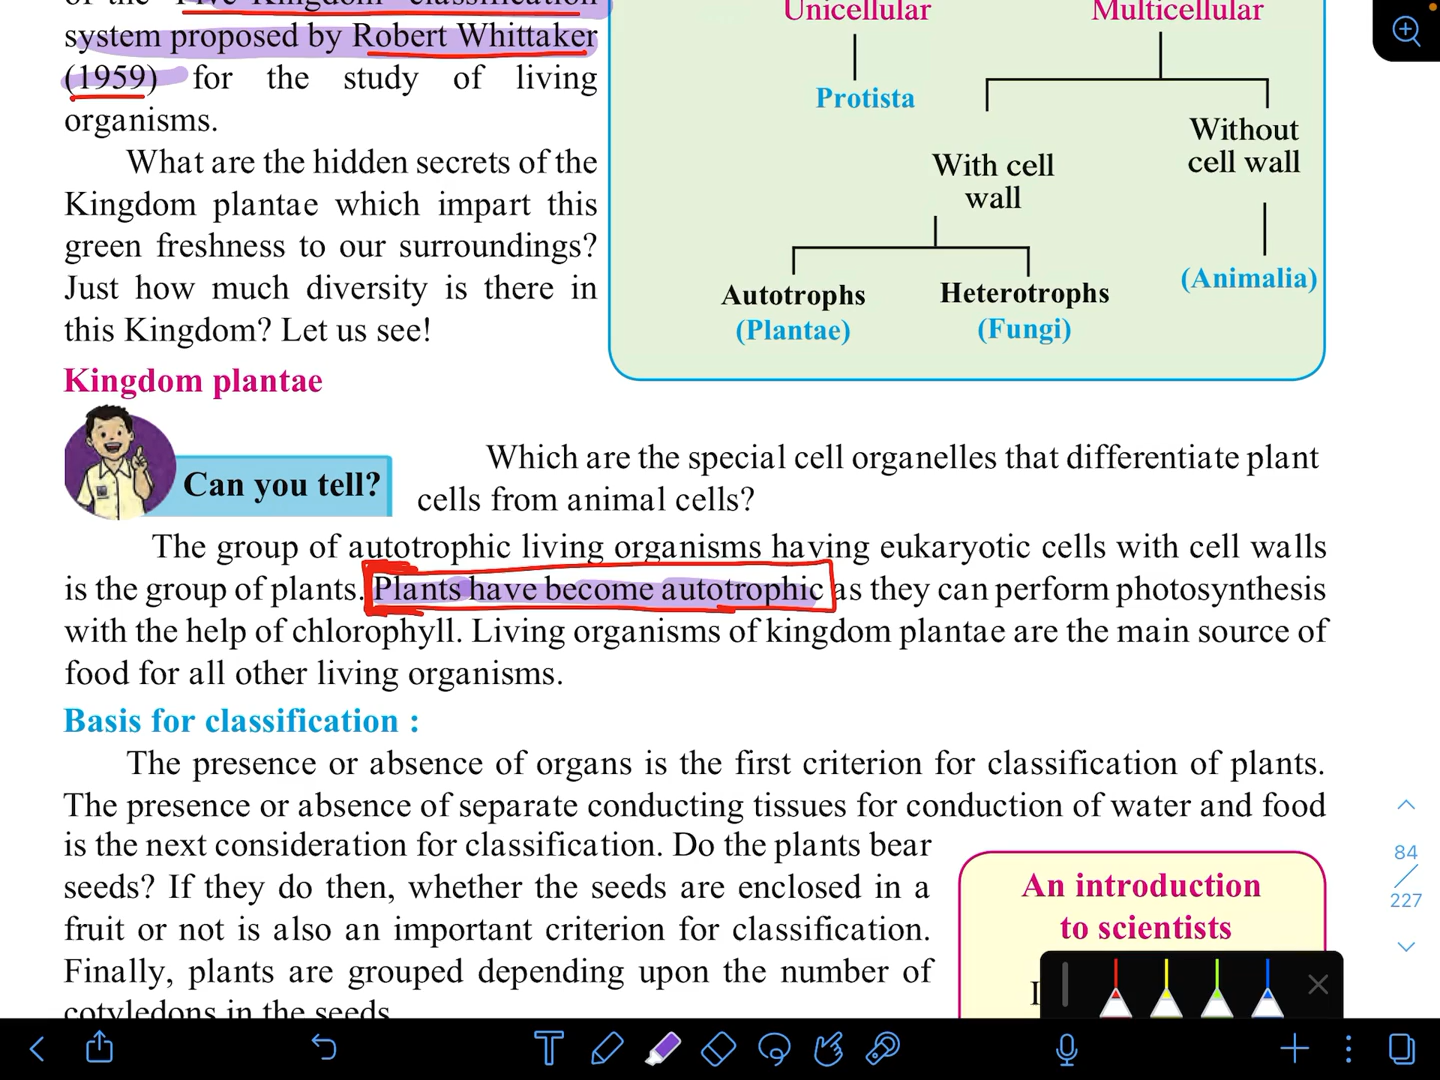 of the Five Kingdom classification
system proposed by Robert Whittaker
(1959) for the study of living
organisms.
What are the hidden secrets of the
Kingdom plantae which impart this
green freshness to our surroundings?
Just how much diversity is there in
this Kingdom? Let us see!
Unicellular
Multicellular
Protista
With cell
wall
Without
cell wall
Autotrophs
(Plantae)
Heterotrophs
(Fungi)
(Animalia)
Kingdom plantae
Can you tell?
Which are the special cell organelles that differentiate plant
cells from animal cells?
The group of autotrophic living organisms having eukaryotic cells with cell walls
is the group of plants. Plants have become autotrophic as they can perform photosynthesis
with the help of chlorophyll. Living organisms of kingdom plantae are the main source of
food for all other living organisms.
Basis for classification :
The presence or absence of organs is the first criterion for classification of plants.
The presence or absence of separate conducting tissues for conduction of water and food
is the next consideration for classification. Do the plants bear
seeds? If they do then, whether the seeds are enclosed in a
fruit or not is also an important criterion for classification.
Finally, plants are grouped depending upon the number of
cotyledons in the seeds.
An introduction
to scientists
84
227